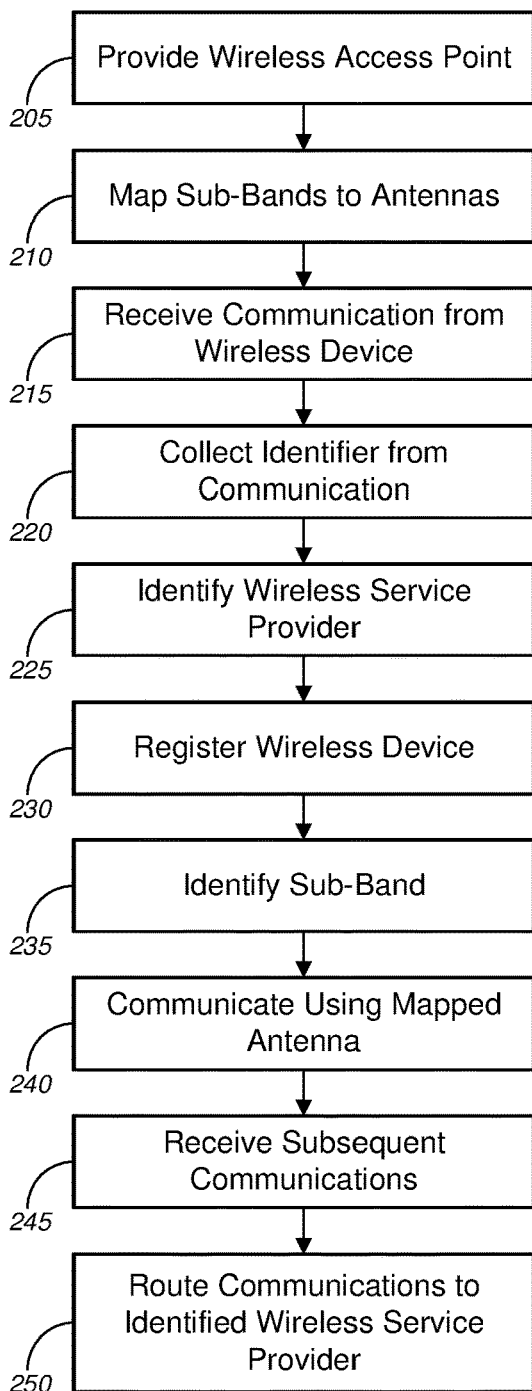 Provide Wireless Access Point
205
Map Sub-Bands to Antennas
210
Receive Communication from
Wireless Device
215
Collect Identifier from
Communication
220
Identify Wireless Service
Provider
225
Register Wireless Device
230
Identify Sub-Band
235
Communicate Using Mapped
Antenna
240
Receive Subsequent
Communications
245
Route Communications to
Identified Wireless Service
Provider
250